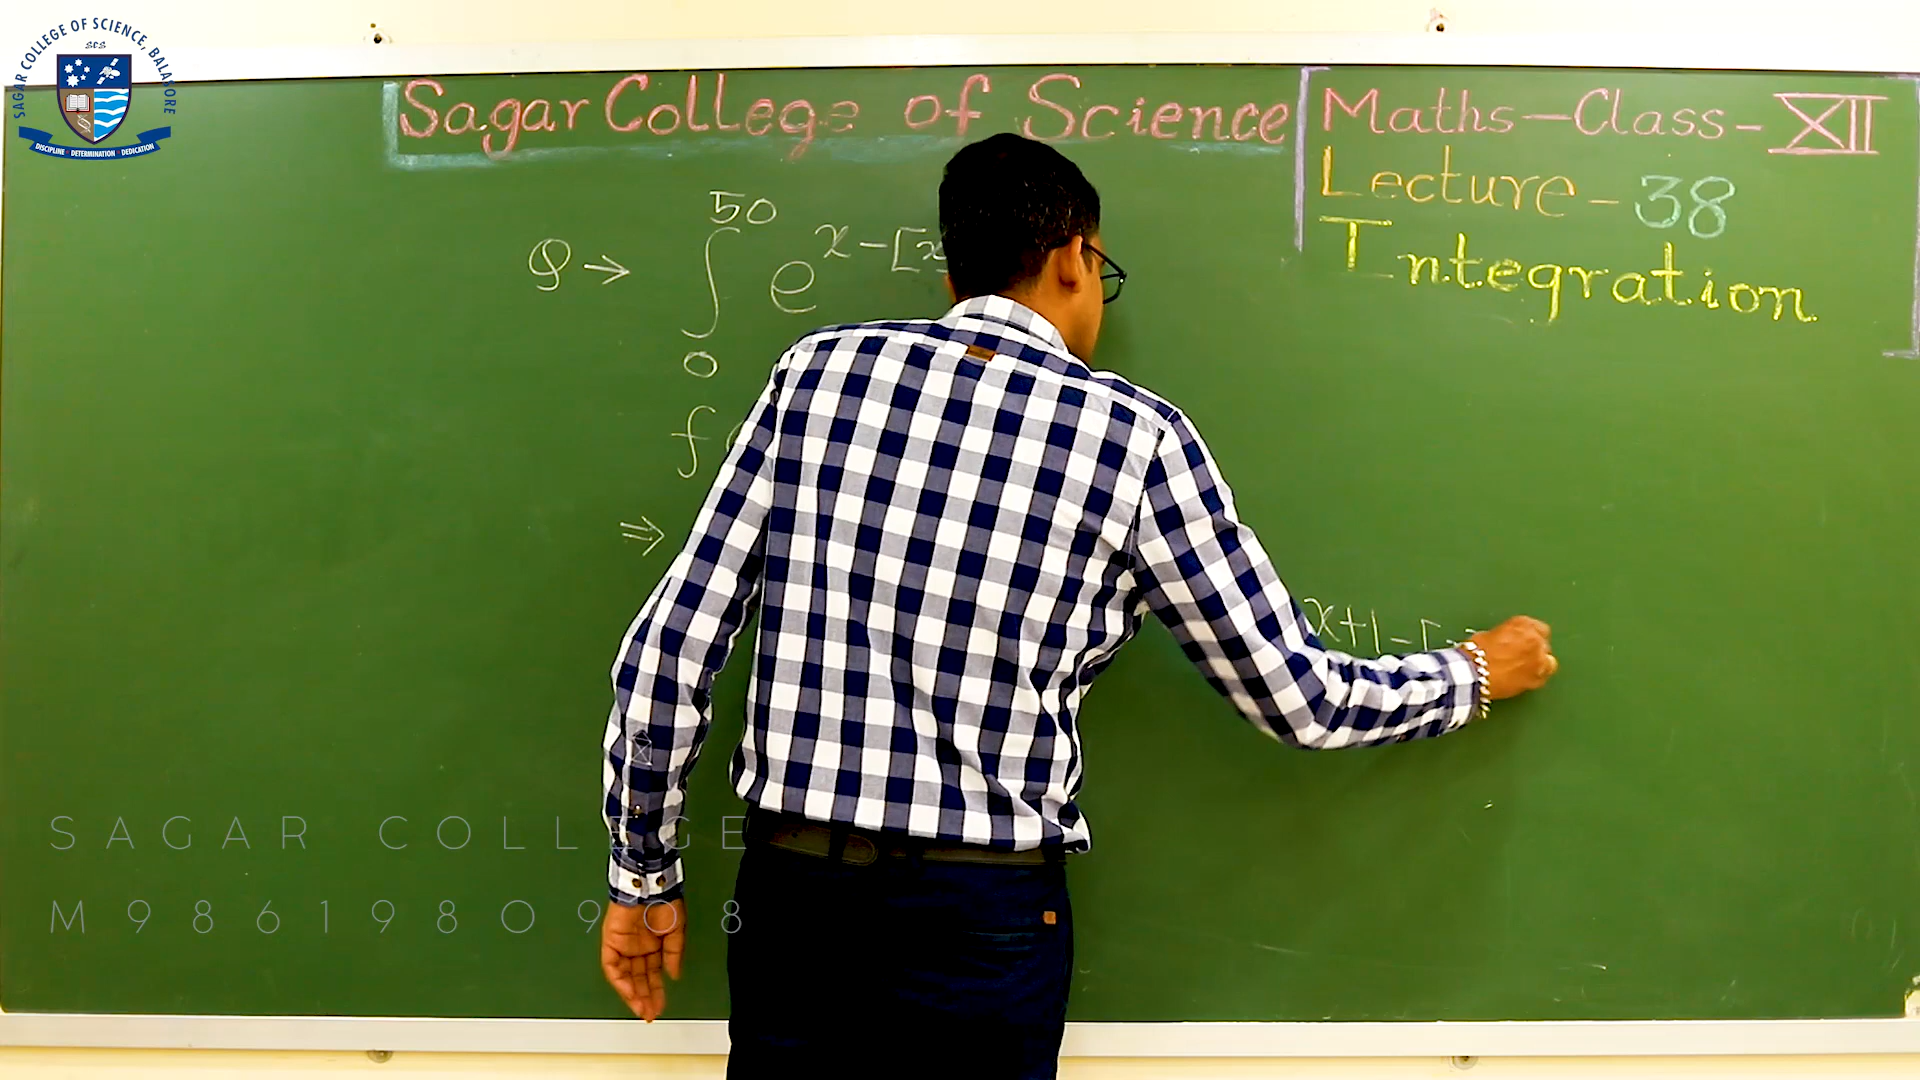 SAGAR COLLEGE OF SCIENCE, BALASORE
SCS
DISCIPLINE DETERMINATION DEDICATION
Sagar College of Science
Maths-Class-XII
Lecture-38
Integration
50
Q → ∫ e x-[x
0
f
⇒
x+1-[
SAGAR COLLEGE
M9861980908